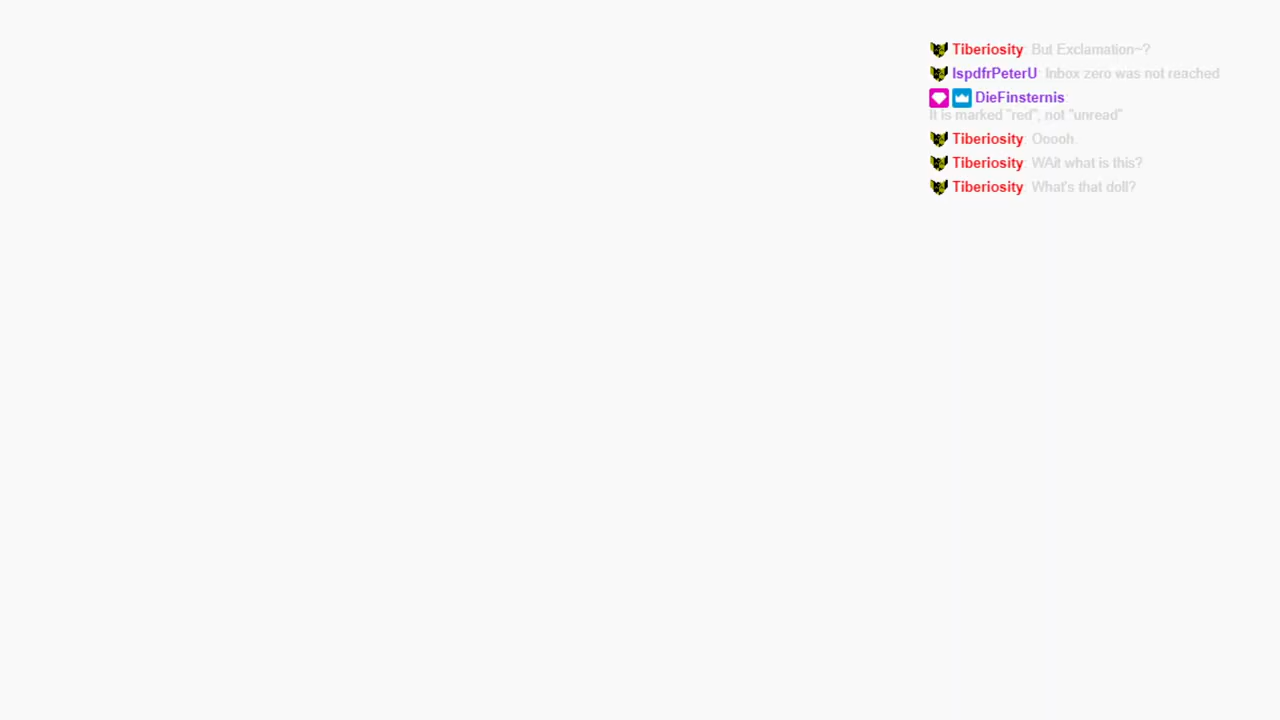 Tiberiosity: But Exclamation~?
lspdfrPeterU: Inbox zero was not reached
DieFinsternis:
It is marked "red", not "unread"
Tiberiosity: Ooooh.
Tiberiosity: WAit what is this?
Tiberiosity: What's that doll?